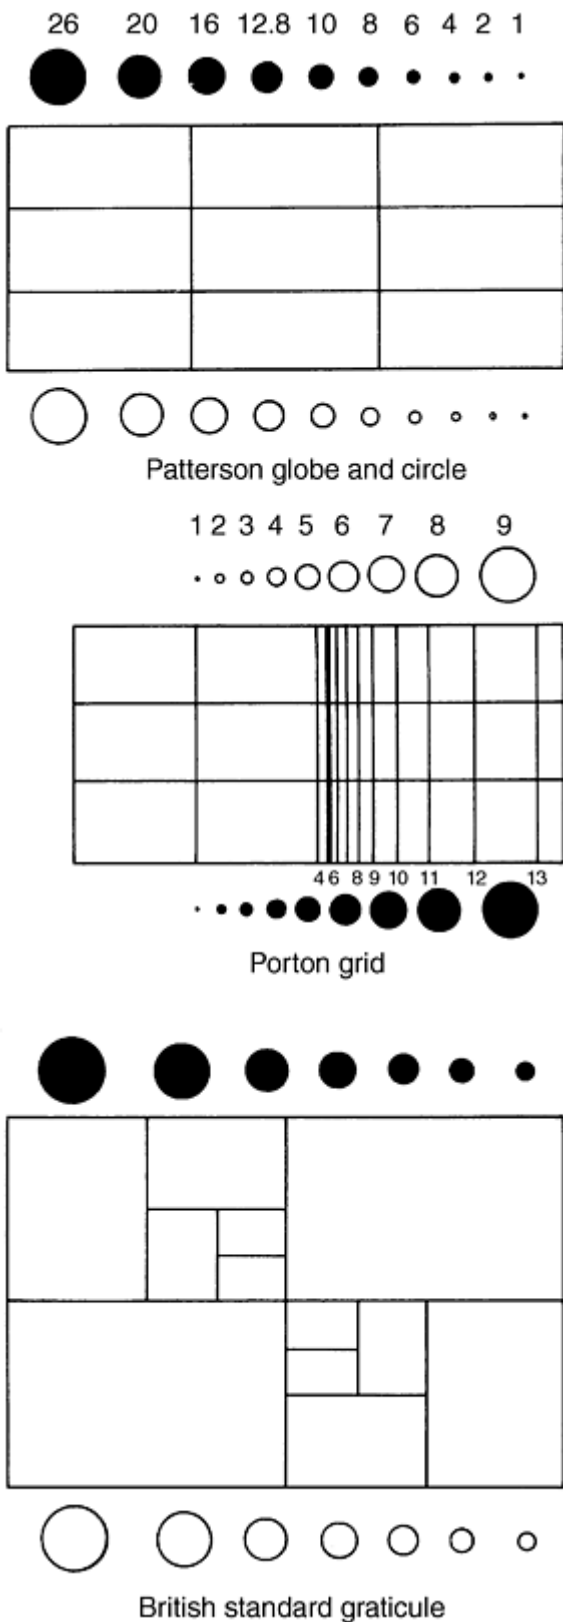 26 20 16 12.8 10 8 6 4 2 1
Patterson globe and circle
1 2 3 4 5 6 7 8 9
4 6 8 9 10 11 12 13
Porton grid
British standard graticule